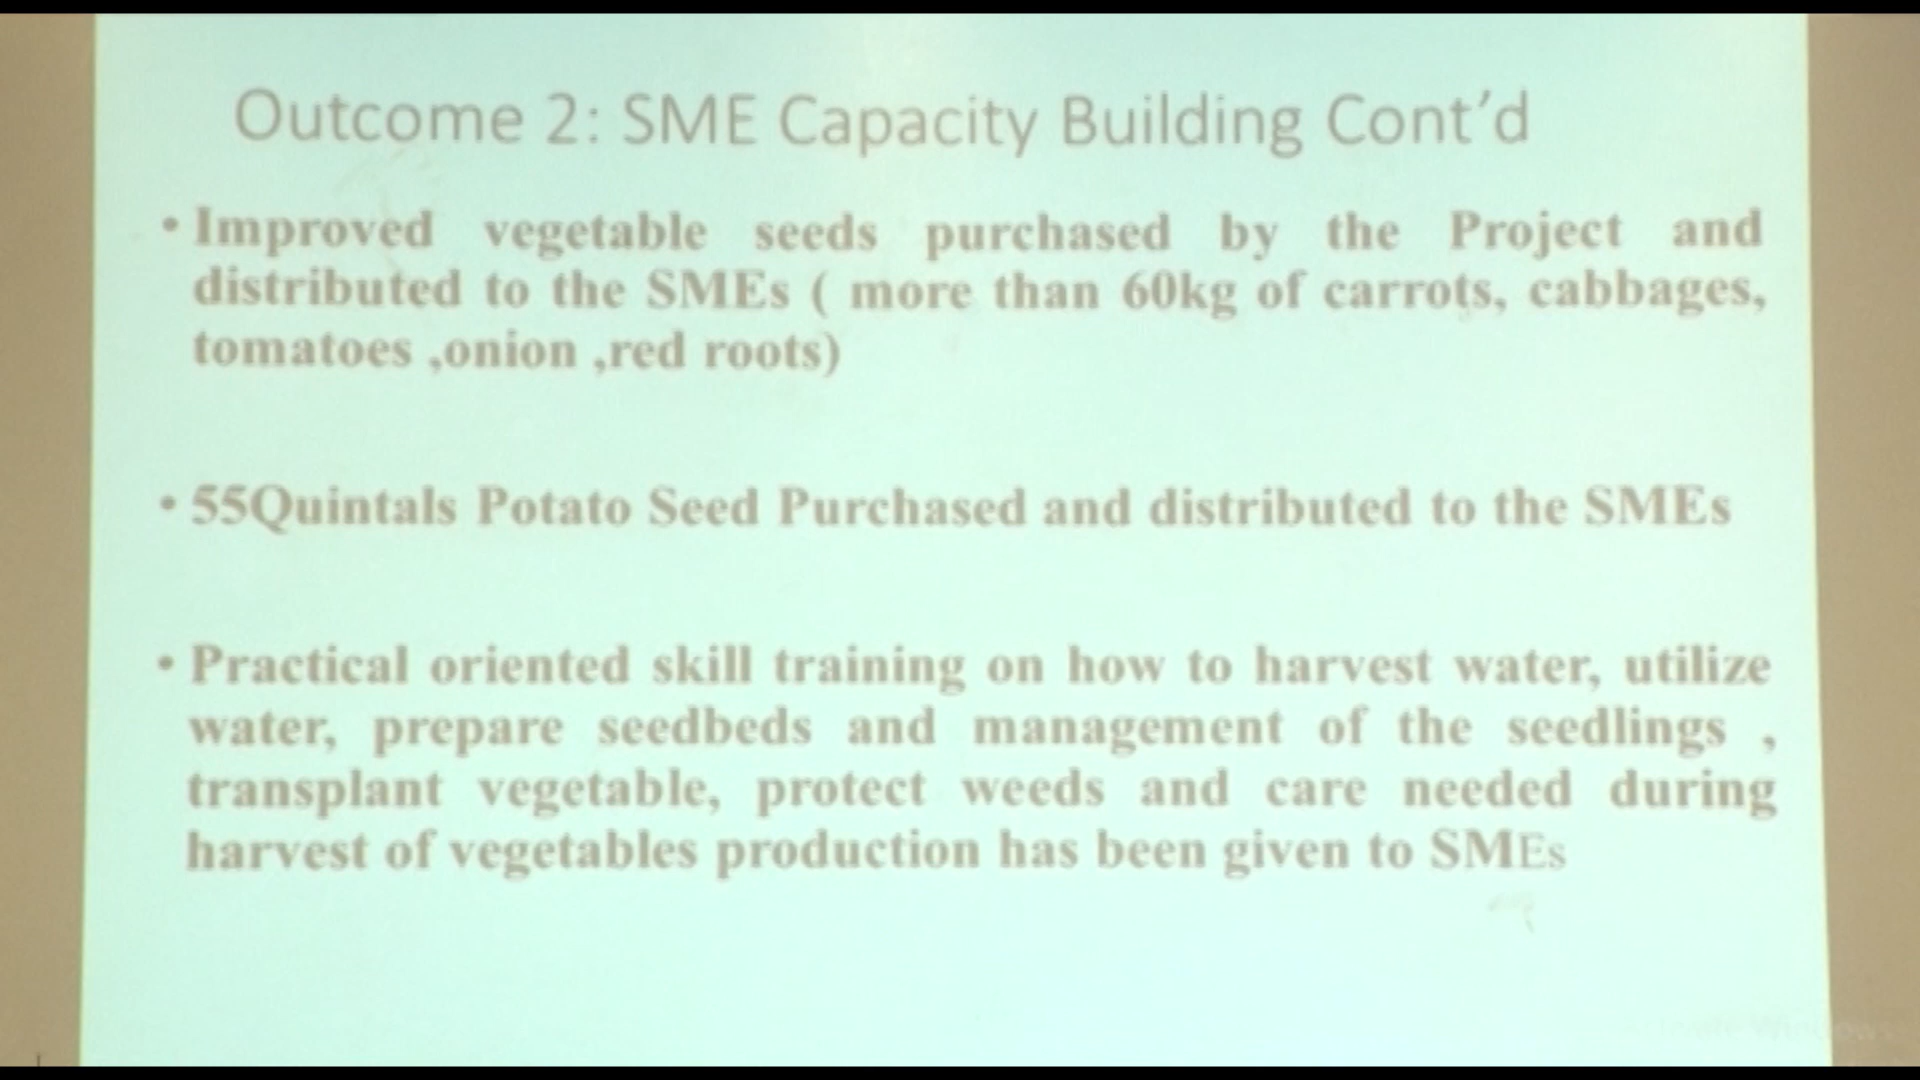 Outcome 2: SME Capacity Building Cont'd
• Improved vegetable seeds purchased by the Project and
distributed to the SMEs ( more than 60kg of carrots, cabbages,
tomatoes ,onion ,red roots)
• 55Quintals Potato Seed Purchased and distributed to the SMEs
• Practical oriented skill training on how to harvest water, utilize
water, prepare seedbeds and management of the seedlings ,
transplant vegetable, protect weeds and care needed during
harvest of vegetables production has been given to SMEs